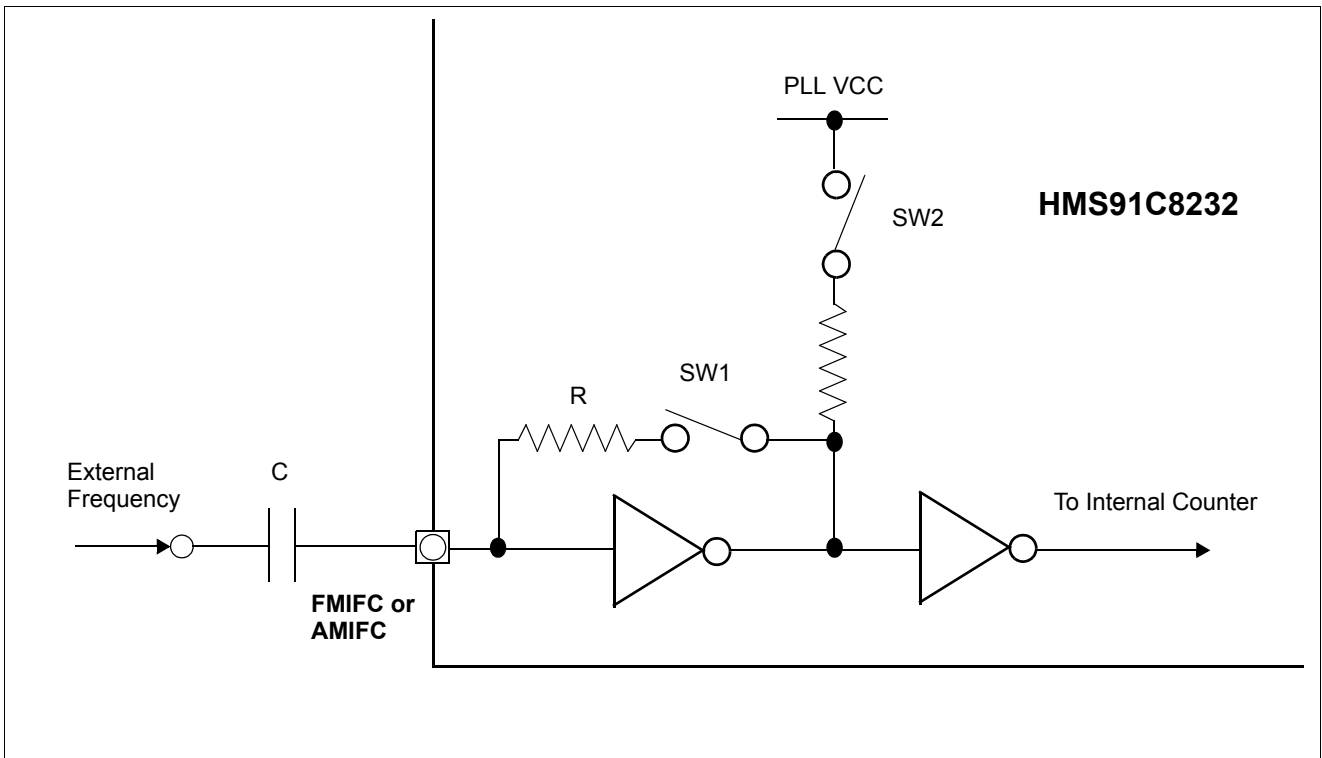 PLL VCC
HMS91C8232
SW2
SW1
R
External
Frequency
C
To Internal Counter
FMIFC or
AMIFC